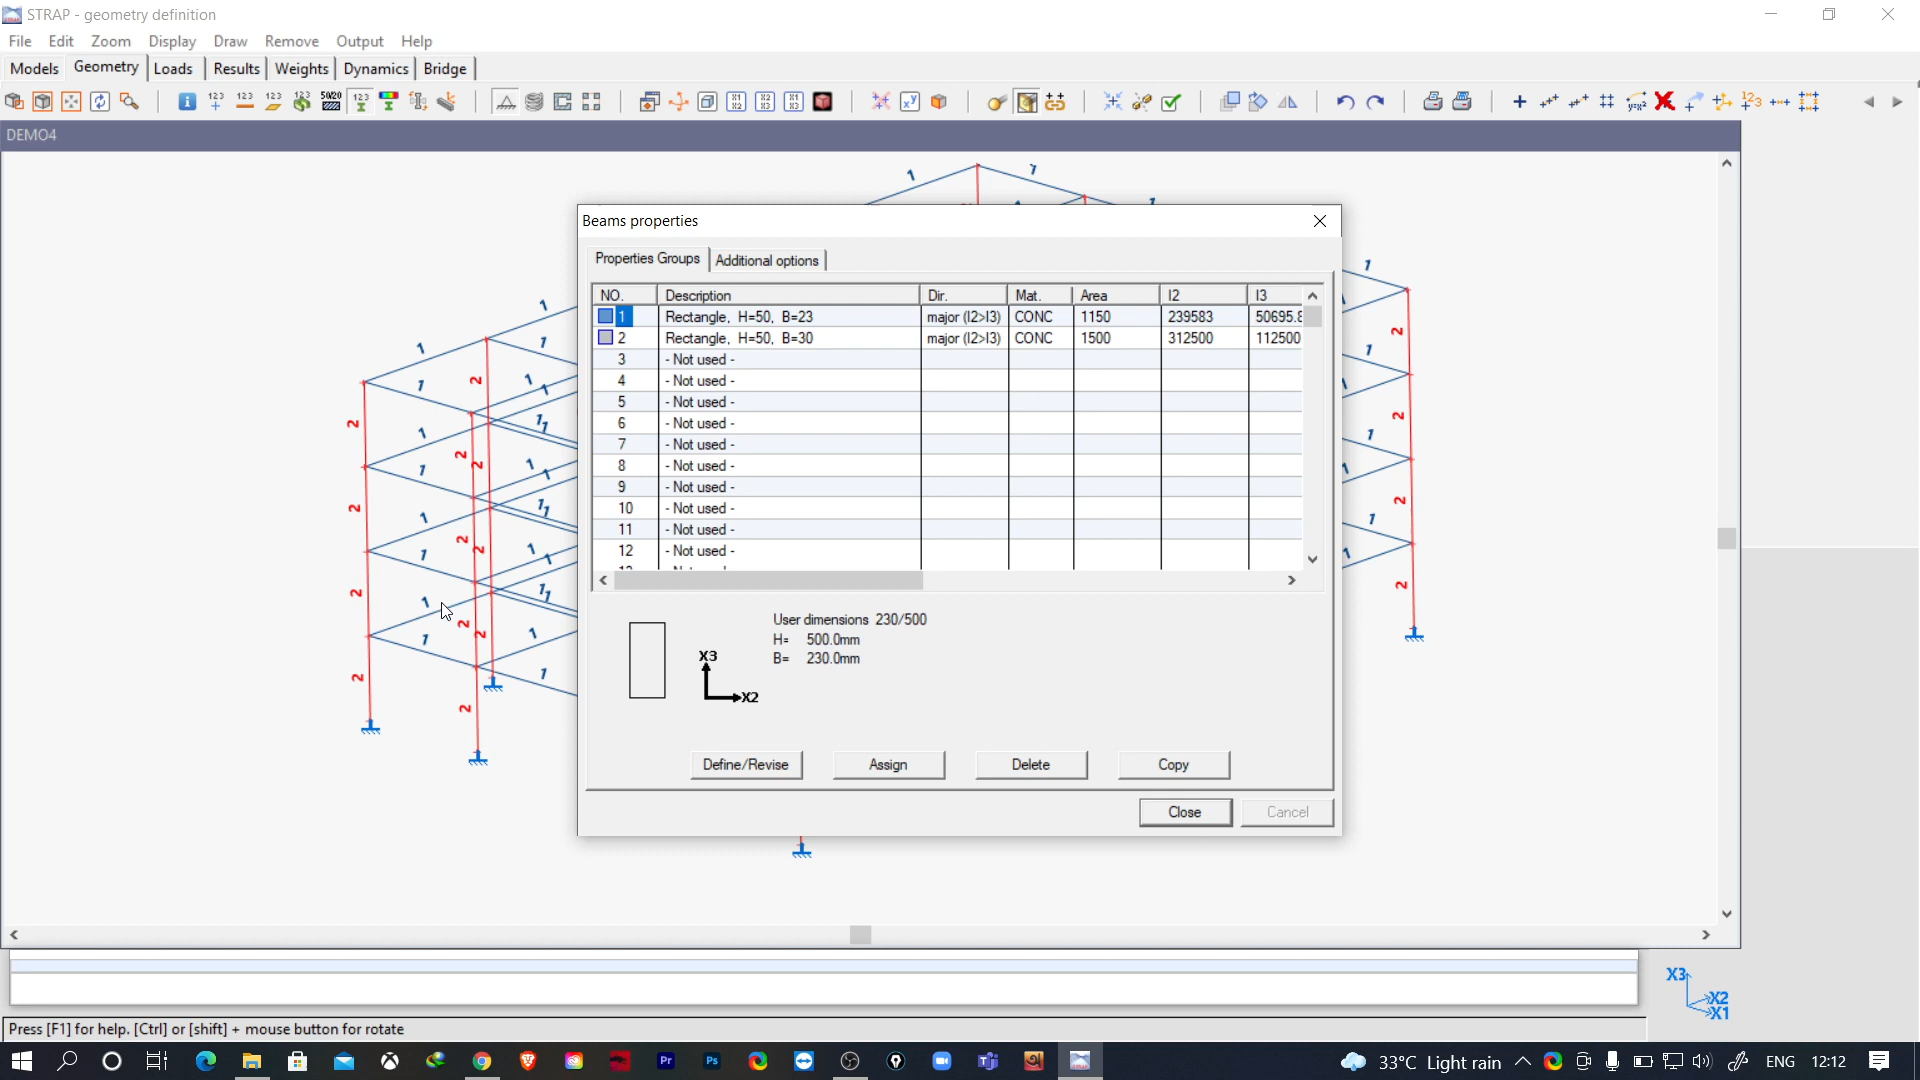 STRAP - geometry definition
File Edit Zoom Display Draw Remove Output Help
Models Geometry Loads Results Weights Dynamics Bridge
DEMO4
Beams properties
Properties Groups Additional options
NO. Description Dir. Mat. Area I2 I3
1 Rectangle, H=50, B=23 major (I2>I3) CONC 1150 239583 50695.8
2 Rectangle, H=50, B=30 major (I2>I3) CONC 1500 312500 112500
3 - Not used -
4 - Not used -
5 - Not used -
6 - Not used -
7 - Not used -
8 - Not used -
9 - Not used -
10 - Not used -
11 - Not used -
12 - Not used -
User dimensions 230/500
H= 500.0mm
B= 230.0mm
X3
X2
Define/Revise Assign Delete Copy
Close Cancel
X3
X2
X1
Press [F1] for help. [Ctrl] or [shift] + mouse button for rotate
33°C Light rain ENG 12:12